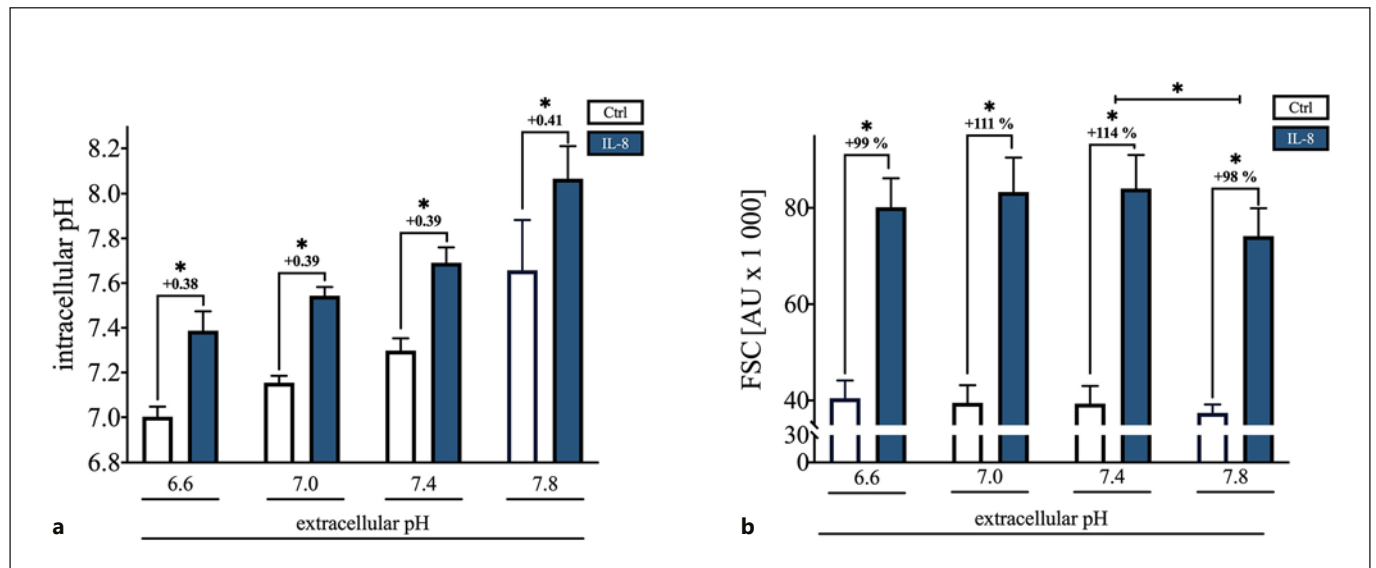 *
+0.41
Ctrl
IL-8
*
+0.39
*
+0.39
*
+0.38
intracellular pH
8.2
8.0
7.8
7.6
7.4
7.2
7.0
6.8
6.6 7.0 7.4 7.8
extracellular pH
a
*
Ctrl
IL-8
*
+99 %
*
+111 %
*
+114 %
*
+98 %
FSC [AU x 1 000]
80
60
40
30
0
6.6 7.0 7.4 7.8
extracellular pH
b